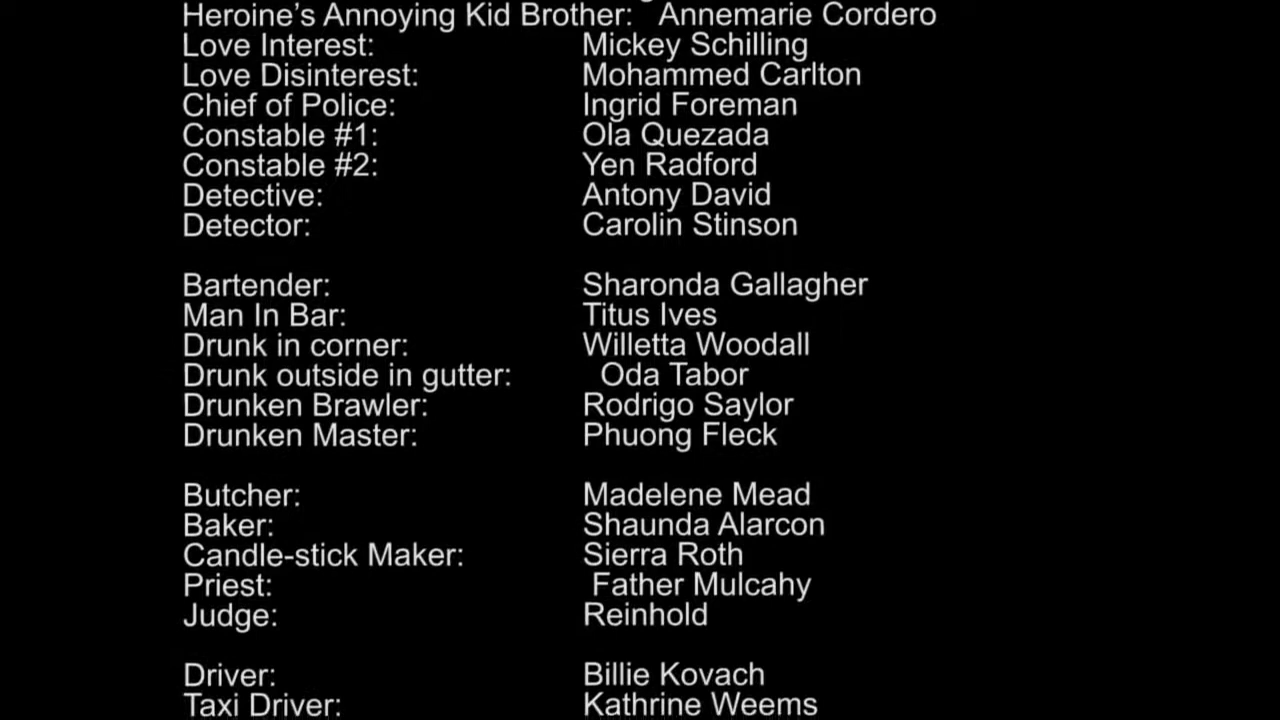 Heroine's Annoying Kid Brother: Annemarie Cordero
Love Interest: Mickey Schilling
Love Disinterest: Mohammed Carlton
Chief of Police: Ingrid Foreman
Constable #1: Ola Quezada
Constable #2: Yen Radford
Detective: Antony David
Detector: Carolin Stinson
Bartender: Sharonda Gallagher
Man In Bar: Titus Ives
Drunk in corner: Willetta Woodall
Drunk outside in gutter: Oda Tabor
Drunken Brawler: Rodrigo Saylor
Drunken Master: Phuong Fleck
Butcher: Madelene Mead
Baker: Shaunda Alarcon
Candle-stick Maker: Sierra Roth
Priest: Father Mulcahy
Judge: Reinhold
Driver: Billie Kovach
Taxi Driver: Kathrine Weems